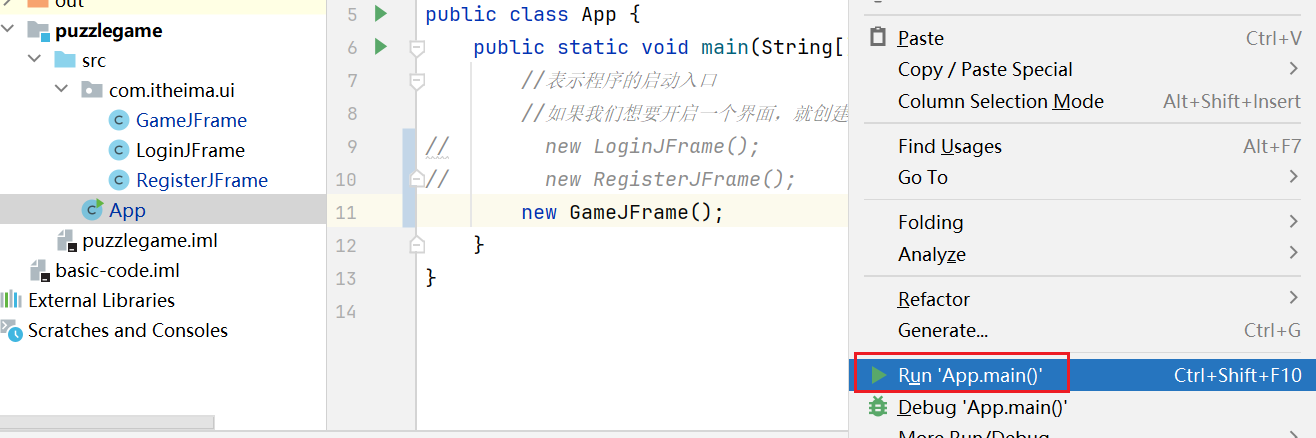 out
puzzlegame
src
com.itheima.ui
GameJFrame
LoginJFrame
RegisterJFrame
App
puzzlegame.iml
basic-code.iml
External Libraries
Scratches and Consoles
5 public class App {
6 public static void main(String[
7 //表示程序的启动入口
8 //如果我们想要开启一个界面，就创建
9 // new LoginJFrame();
10 // new RegisterJFrame();
11 new GameJFrame();
12 }
13 }
14
Paste Ctrl+V
Copy / Paste Special
Column Selection Mode Alt+Shift+Insert
Find Usages Alt+F7
Go To
Folding
Analyze
Refactor
Generate... Ctrl+G
Run 'App.main()' Ctrl+Shift+F10
Debug 'App.main()'
More Run/Debug